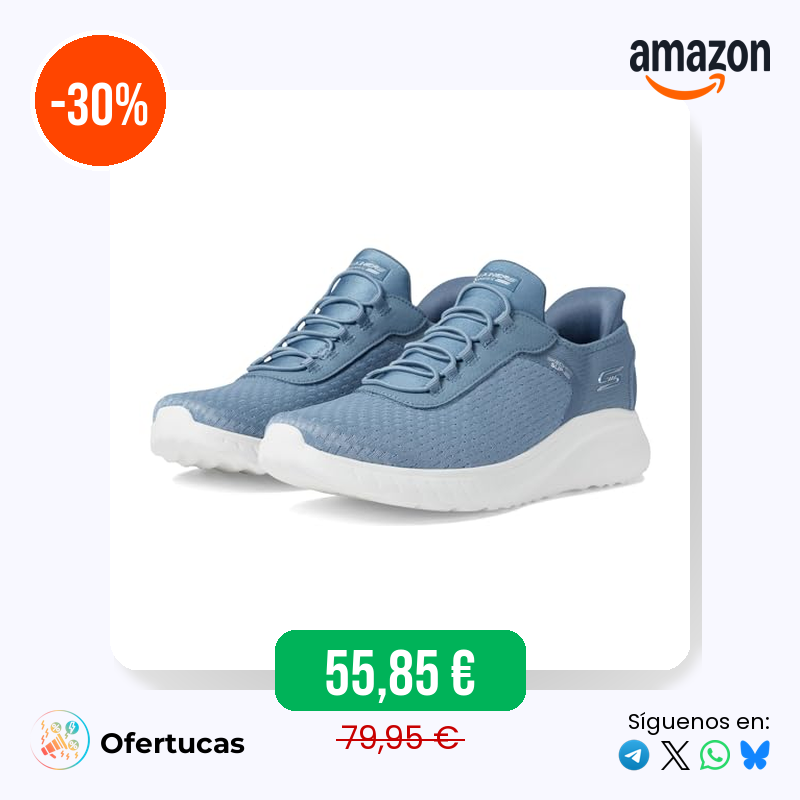 -30%
amazon
55,85 €
79,95 €
Ofertucas
Síguenos en: